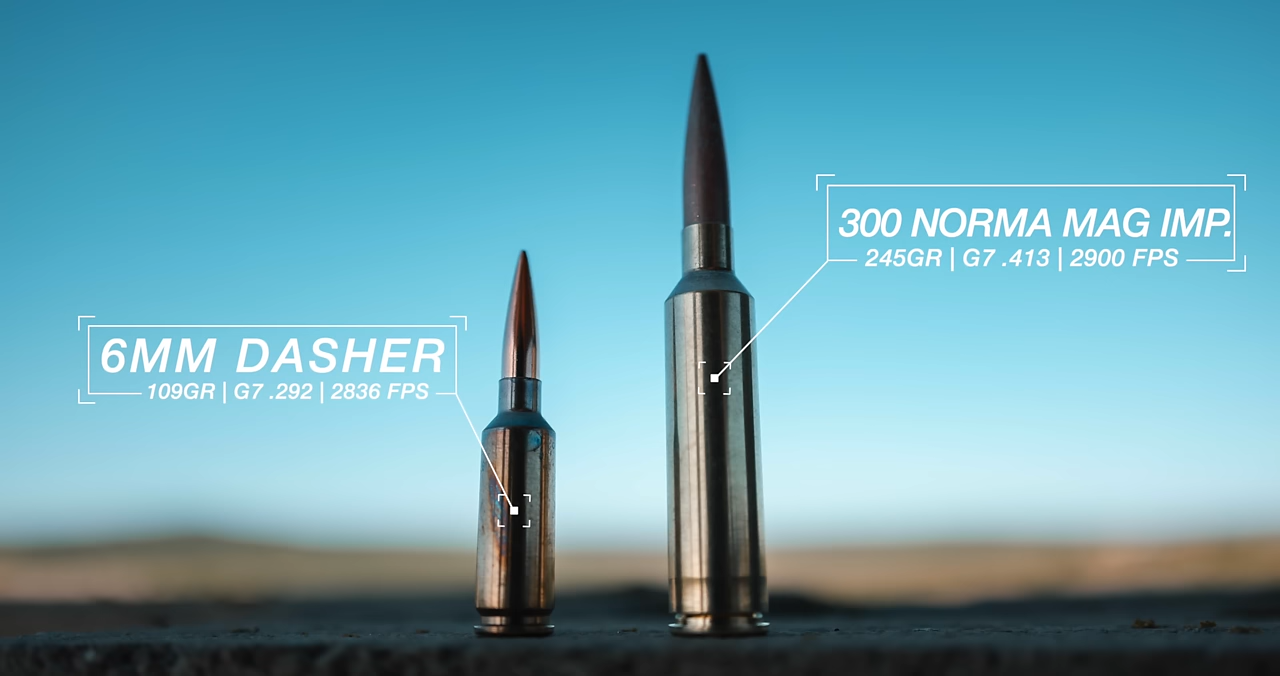 6MM DASHER
109GR | G7 .292 | 2836 FPS
300 NORMA MAG IMP.
245GR | G7 .413 | 2900 FPS